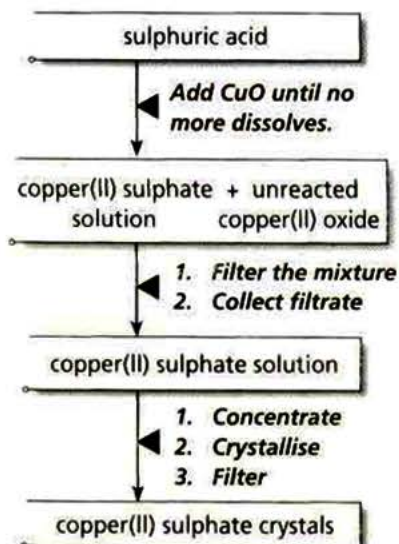 sulphuric acid
Add CuO until no
more dissolves.
copper(II) sulphate + unreacted
solution copper(II) oxide
1. Filter the mixture
2. Collect filtrate
copper(II) sulphate solution
1. Concentrate
2. Crystallise
3. Filter
copper(II) sulphate crystals